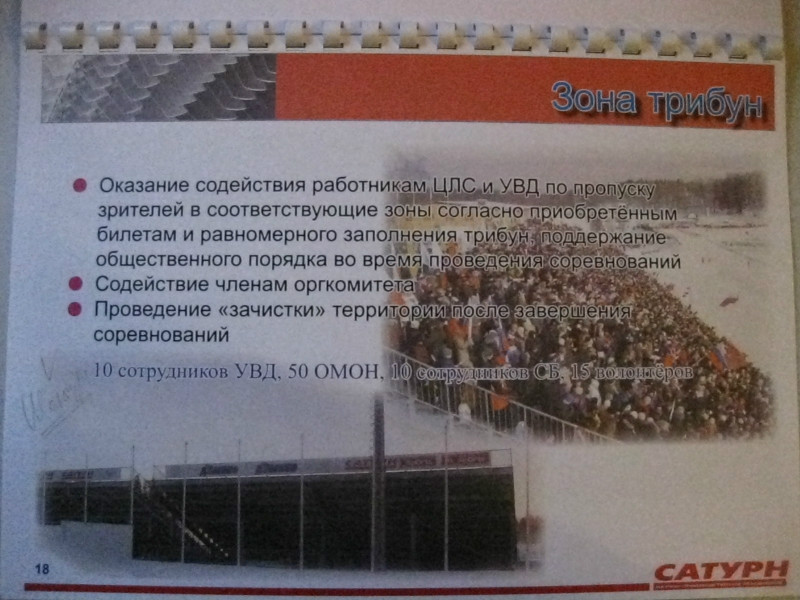 Зона трибун
Оказание содействия работникам ЦЛС и УВД по пропуску
зрителей в соответствующие зоны согласно приобретённым
билетам и равномерного заполнения трибун, поддержание
общественного порядка во время проведения соревнований
Содействие членам оргкомитета
Проведение «зачистки» территории после завершения
соревнований
10 сотрудников УВД, 50 ОМОН, 10 сотрудников СБ, 15 волонтёров
18
САТУРН